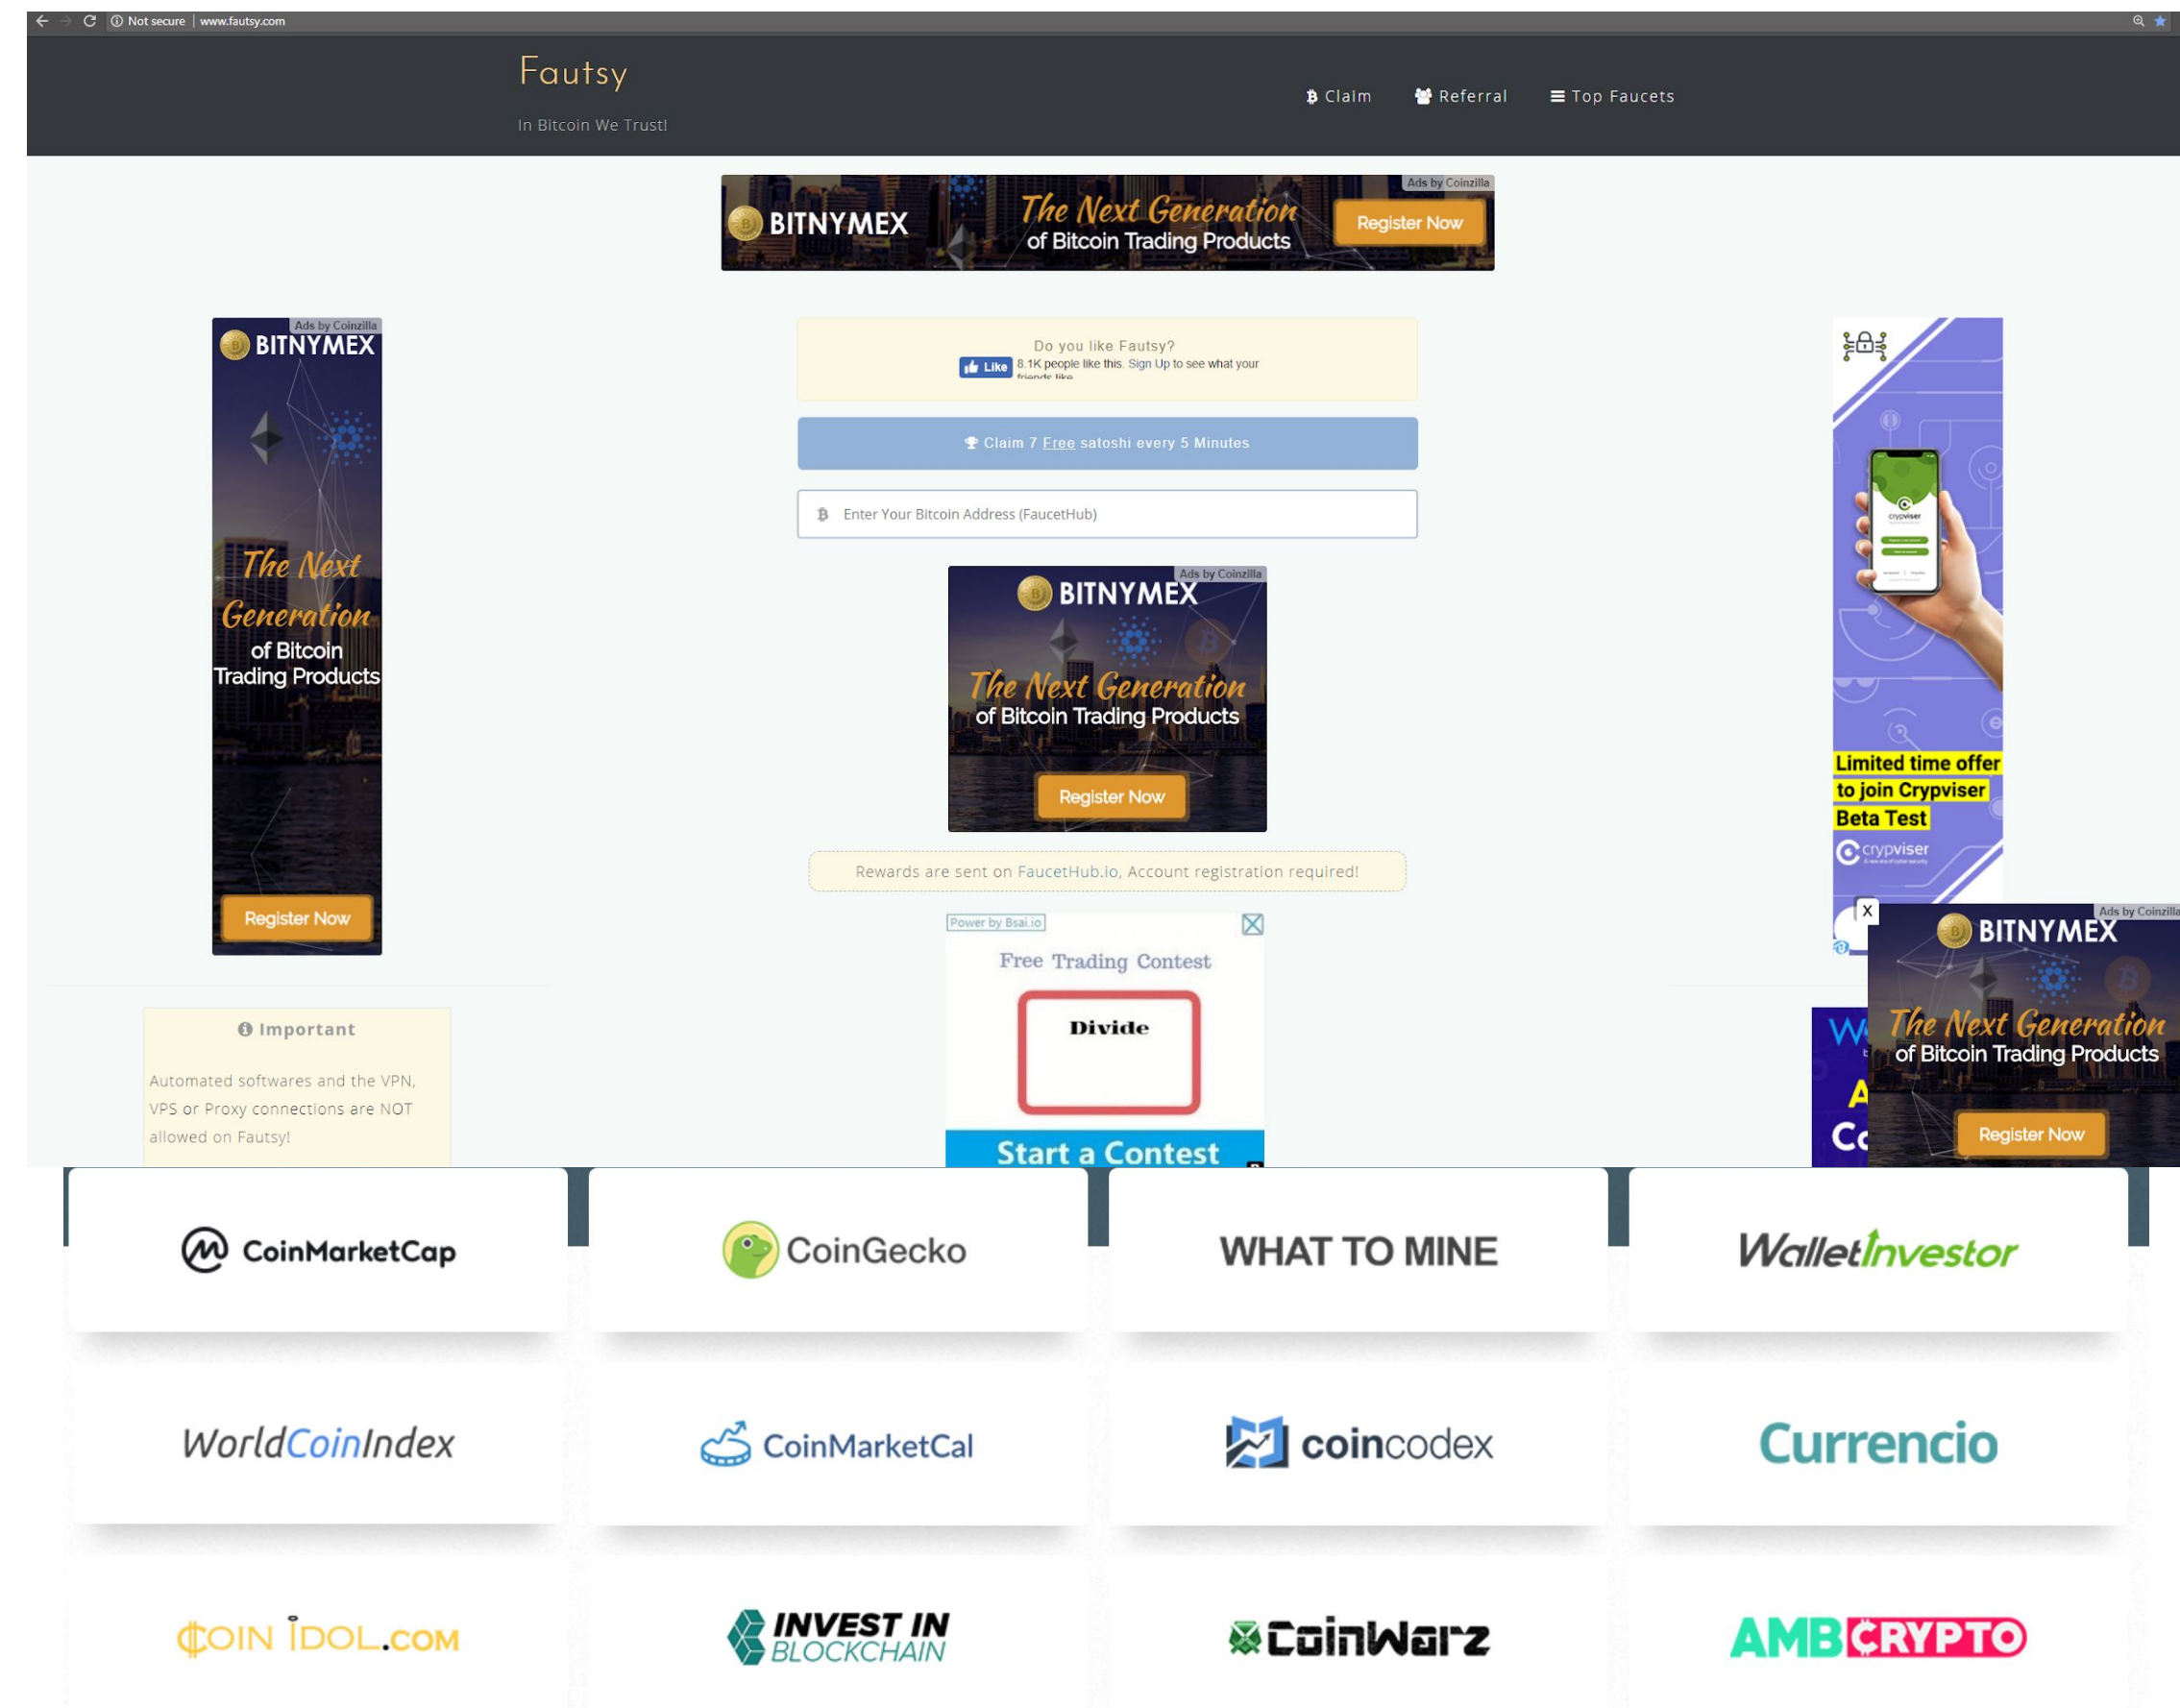 Not secure | www.fautsy.com
Fautsy
In Bitcoin We Trust!
Claim
Referral
Top Faucets
Ads by Coinzilla
BITNYMEX
The Next Generation
of Bitcoin Trading Products
Register Now
Ads by Coinzilla
BITNYMEX
The Next
Generation
of Bitcoin
Trading Products
Register Now
Important
Automated softwares and the VPN,
VPS or Proxy connections are NOT
allowed on Fautsy!
Do you like Fautsy?
Like
8.1K people like this. Sign Up to see what your
friends like.
Claim 7 Free satoshi every 5 Minutes
Enter Your Bitcoin Address (FaucetHub)
Ads by Coinzilla
BITNYMEX
The Next Generation
of Bitcoin Trading Products
Register Now
Rewards are sent on FaucetHub.io, Account registration required!
Power by Bsai.io
Free Trading Contest
Divide
Start a Contest
crypviser
Limited time offer
to join Crypviser
Beta Test
crypviser
X
Ads by Coinzilla
BITNYMEX
The Next Generation
of Bitcoin Trading Products
Register Now
CoinMarketCap
CoinGecko
WHAT TO MINE
WalletInvestor
WorldCoinIndex
CoinMarketCal
coincodex
Currencio
COIN IDOL.COM
INVEST IN
BLOCKCHAIN
CoinWarz
AMBCRYPTO